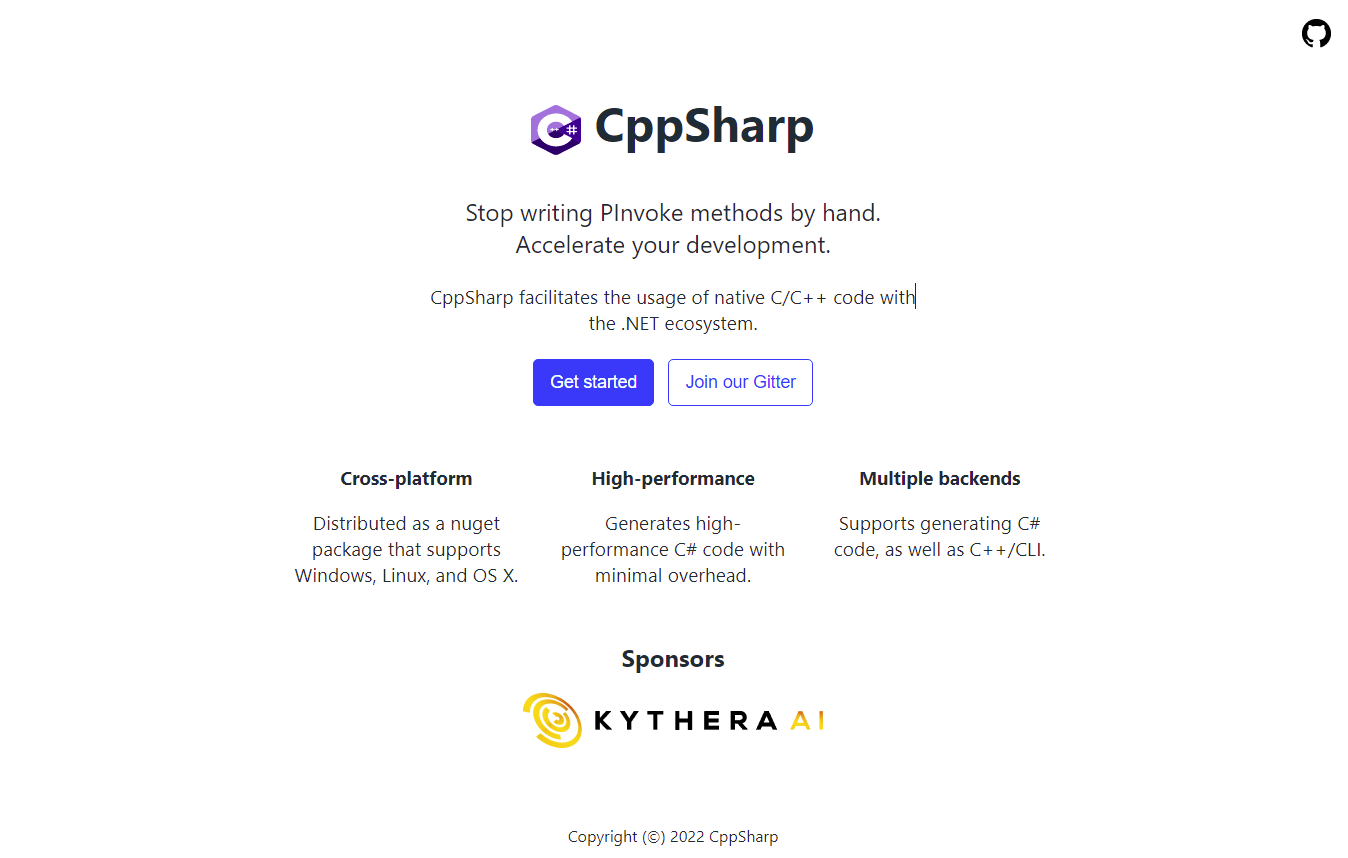 CppSharp
Stop writing PInvoke methods by hand.
Accelerate your development.
CppSharp facilitates the usage of native C/C++ code with
the .NET ecosystem.
Get started
Join our Gitter
Cross-platform
Distributed as a nuget
package that supports
Windows, Linux, and OS X.
High-performance
Generates high-
performance C# code with
minimal overhead.
Multiple backends
Supports generating C#
code, as well as C++/CLI.
Sponsors
KYTHERA AI
Copyright (©) 2022 CppSharp